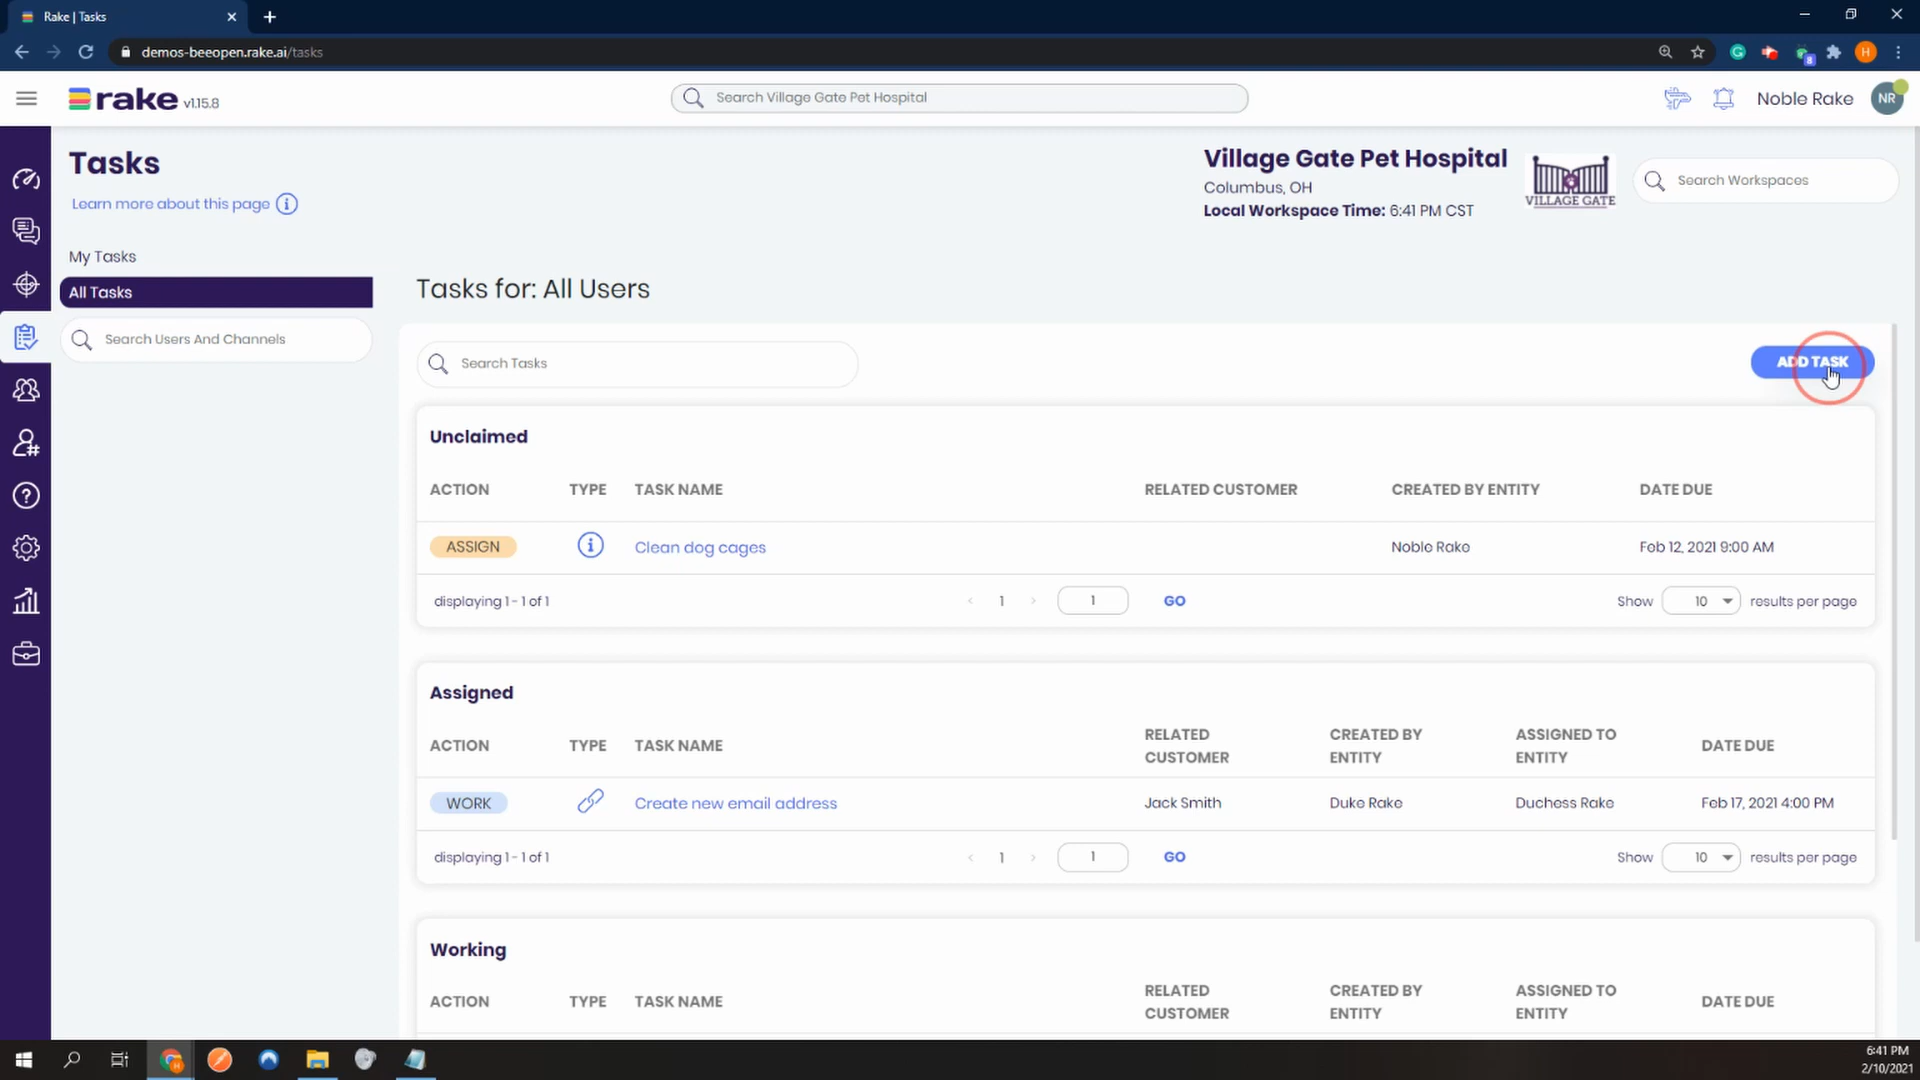 Rake | Tasks
demos-beeopen.rake.ai/tasks
H
8
rake v1.15.8
Search Village Gate Pet Hospital
Noble Rake NR
Tasks
Learn more about this page
Village Gate Pet Hospital
Columbus, OH
Local Workspace Time: 6:41 PM CST
VILLAGE GATE
Search Workspaces
My Tasks
All Tasks
Search Users And Channels
Tasks for: All Users
Search Tasks
ADD TASK
Unclaimed
ACTION TYPE TASK NAME RELATED CUSTOMER CREATED BY ENTITY DATE DUE
ASSIGN Clean dog cages Noble Rake Feb 12, 2021 9:00 AM
displaying 1 - 1 of 1 < 1 > 1 GO Show 10 results per page
Assigned
ACTION TYPE TASK NAME RELATED CUSTOMER CREATED BY ENTITY ASSIGNED TO ENTITY DATE DUE
WORK Create new email address Jack Smith Duke Rake Duchess Rake Feb 17, 2021 4:00 PM
displaying 1 - 1 of 1 < 1 > 1 GO Show 10 results per page
Working
ACTION TYPE TASK NAME RELATED CUSTOMER CREATED BY ENTITY ASSIGNED TO ENTITY DATE DUE
6:41 PM
2/10/2021